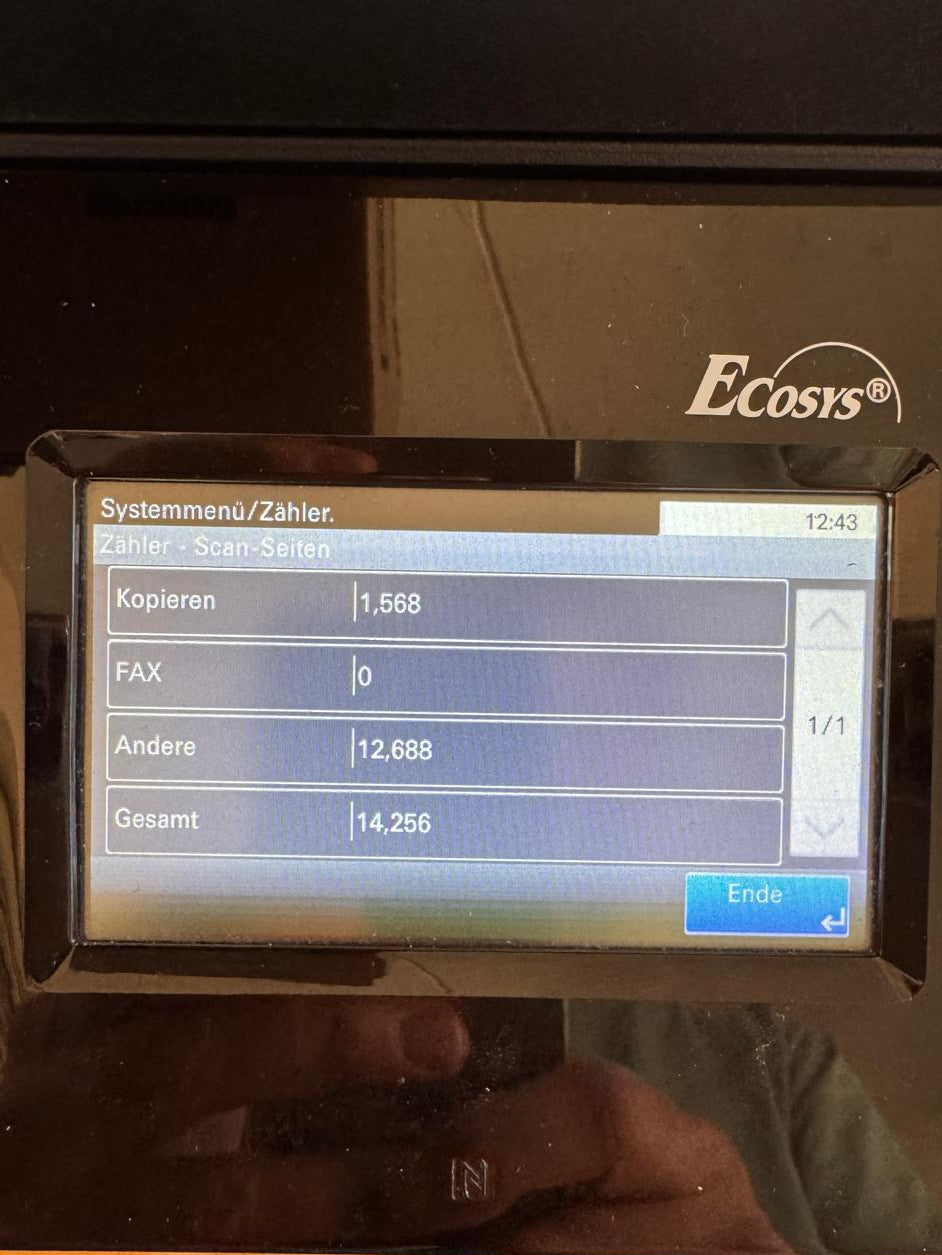 ECOSYS®
Systemmenü/Zähler.
12:43
Zähler - Scan-Seiten
Kopieren 1,568
FAX 0
Andere 12,688
Gesamt 14,256
1/1
Ende